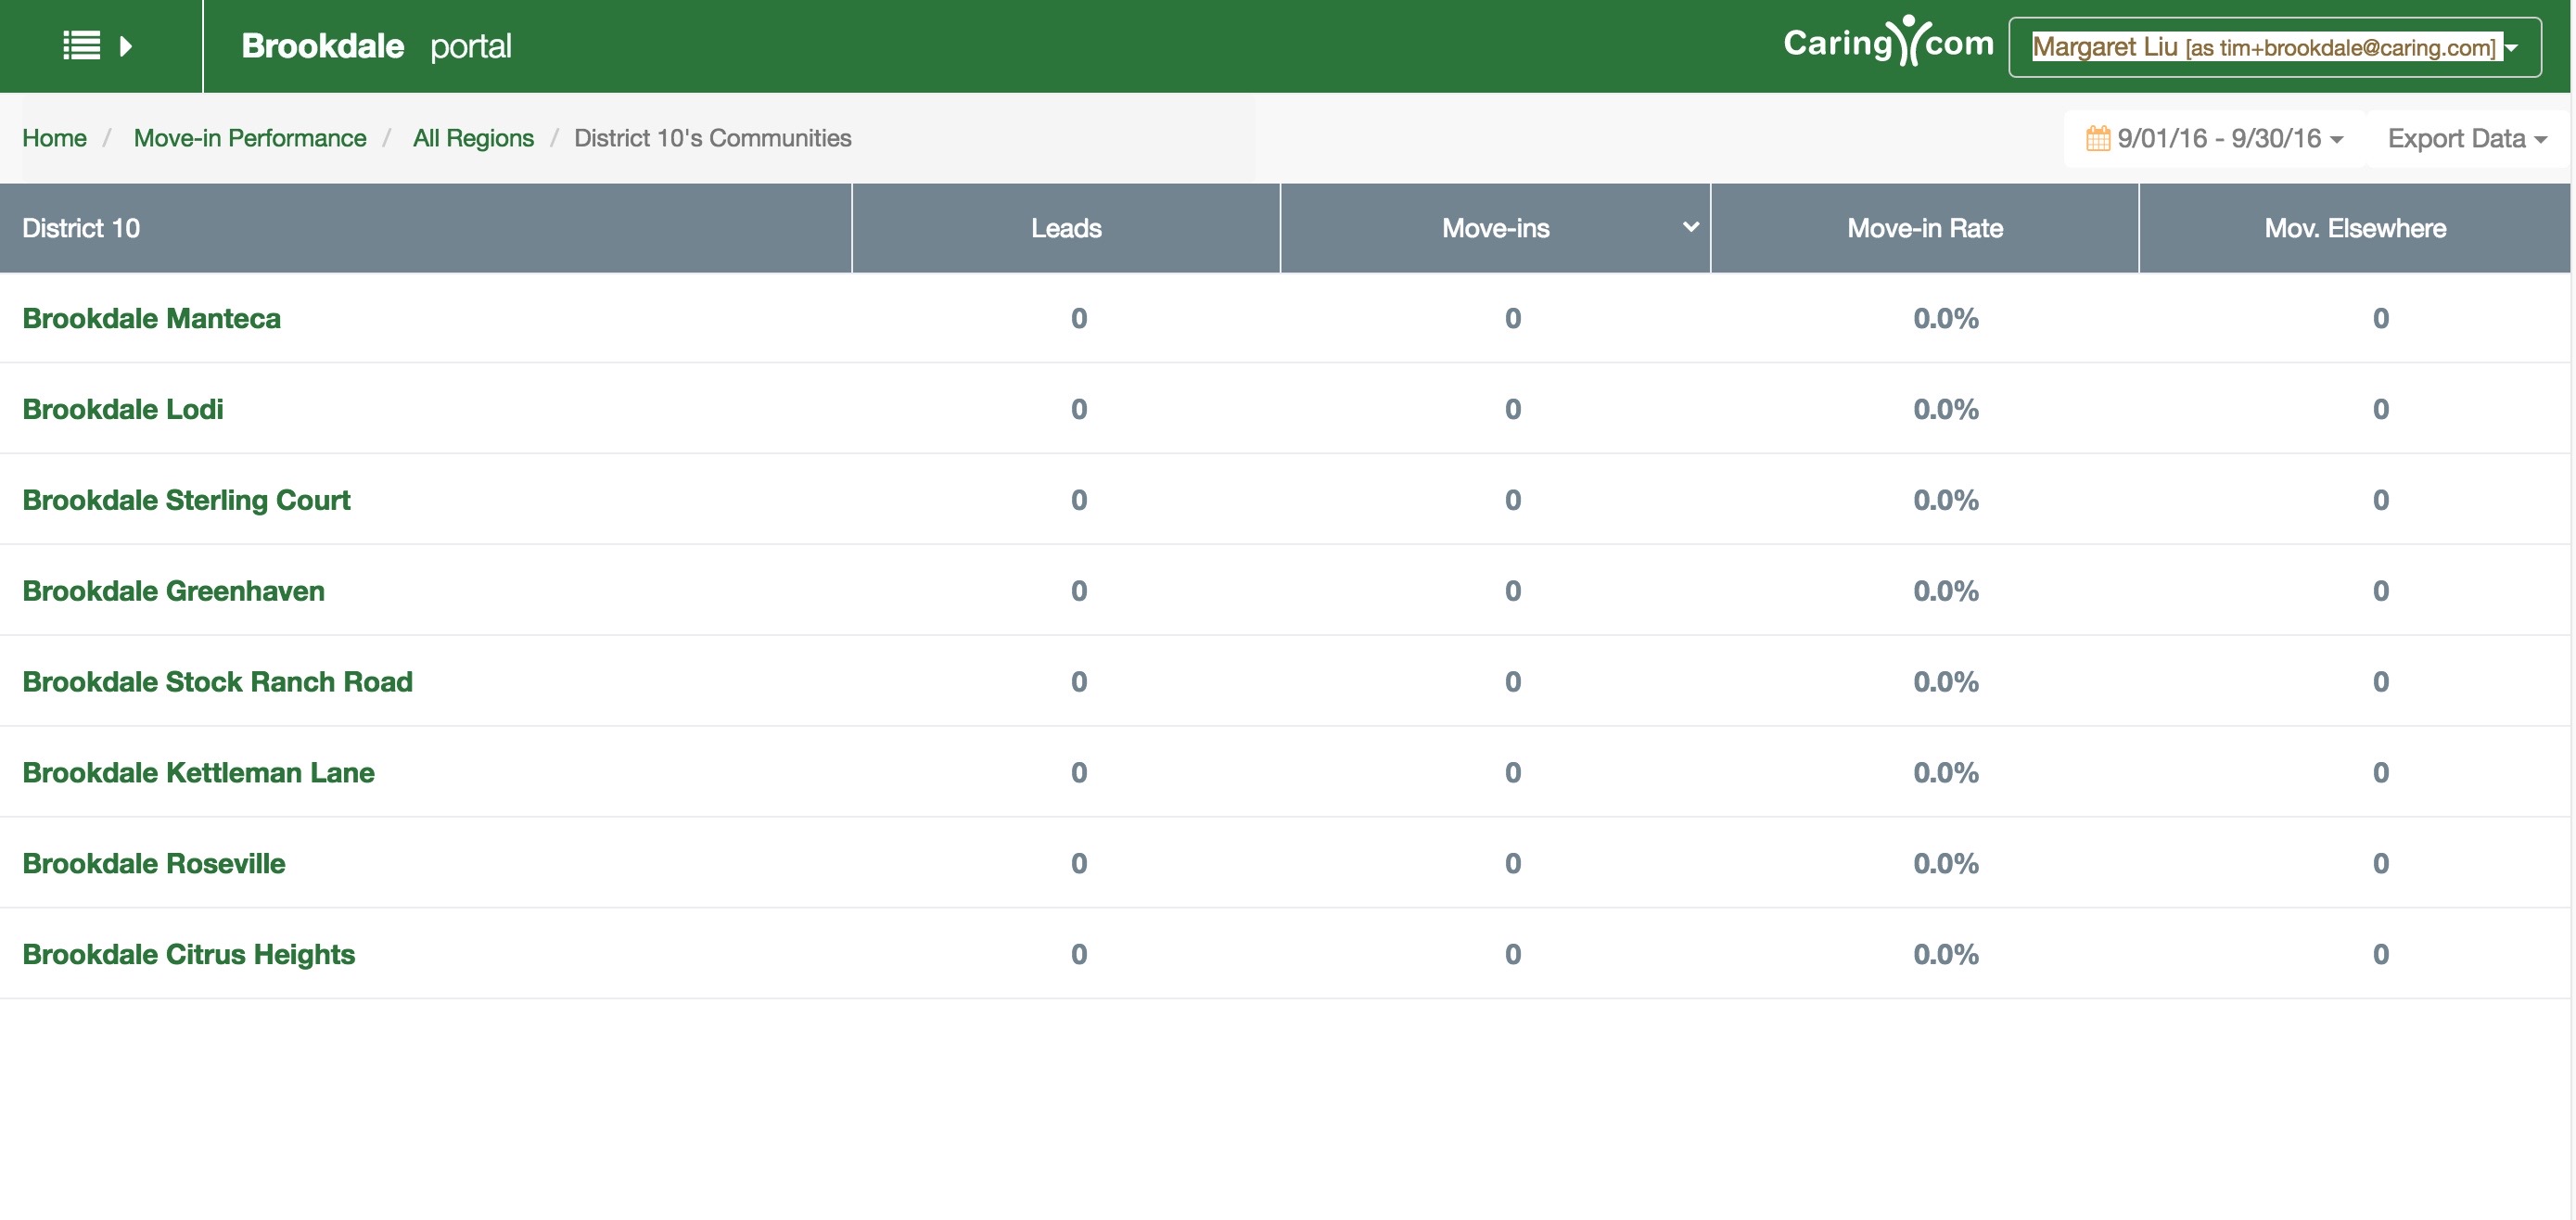 Brookdale portal Caring.com Margaret Liu [as tim+brookdale@caring.com]
Home / Move-in Performance / All Regions / District 10's Communities 9/01/16 - 9/30/16 Export Data
District 10 Leads Move-ins Move-in Rate Mov. Elsewhere
Brookdale Manteca 0 0 0.0% 0
Brookdale Lodi 0 0 0.0% 0
Brookdale Sterling Court 0 0 0.0% 0
Brookdale Greenhaven 0 0 0.0% 0
Brookdale Stock Ranch Road 0 0 0.0% 0
Brookdale Kettleman Lane 0 0 0.0% 0
Brookdale Roseville 0 0 0.0% 0
Brookdale Citrus Heights 0 0 0.0% 0